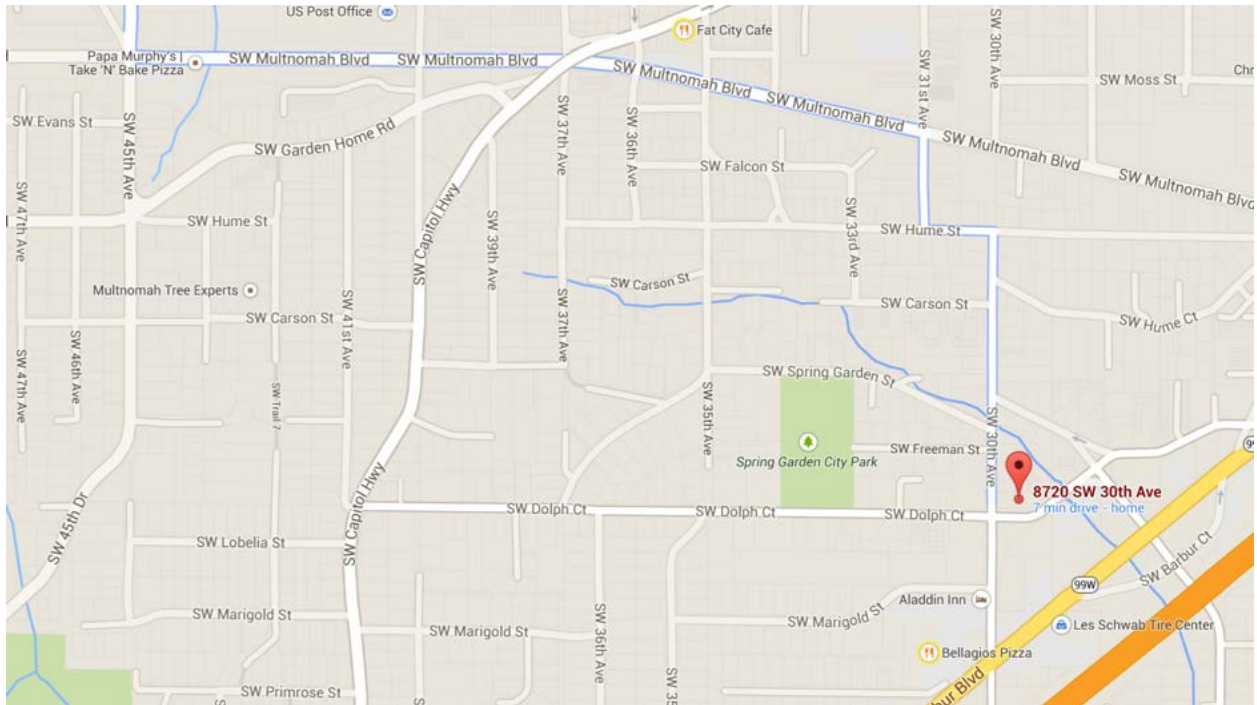 US Post Office
Fat City Cafe
Papa Murphy's |
Take 'N' Bake Pizza
SW Multnomah Blvd
SW Multnomah Blvd
SW Multnomah Blvd
SW Multnomah Blvd
SW Multnomah Blvd
SW Multnomah Blvd
SW 31st Ave
SW 30th Ave
SW Moss St
Chr
SW Evans St
SW 45th Ave
SW Garden Home Rd
SW 37th Ave
SW 36th Ave
SW Falcon St
SW 47th Ave
SW Hume St
SW Capitol Hwy
SW 39th Ave
SW 33rd Ave
SW Hume St
Multnomah Tree Experts
SW Carson St
SW Carson St
SW Carson St
SW 41st Ave
SW 37th Ave
SW Hume Ct
SW 47th Ave
SW 46th Ave
SW Trail 7
SW Spring Garden St
SW 35th Ave
SW 30th Ave
SW Freeman St
Spring Garden City Park
99
8720 SW 30th Ave
7 min drive - home
SW 45th Dr
SW Capitol Hwy
SW Dolph Ct
SW Dolph Ct
SW Dolph Ct
SW Lobelia St
SW Barbur Ct
99W
Aladdin Inn
SW Marigold St
SW Marigold St
SW Marigold St
SW 36th Ave
Les Schwab Tire Center
Bellagios Pizza
SW Primrose St
SW 35
bur Blvd